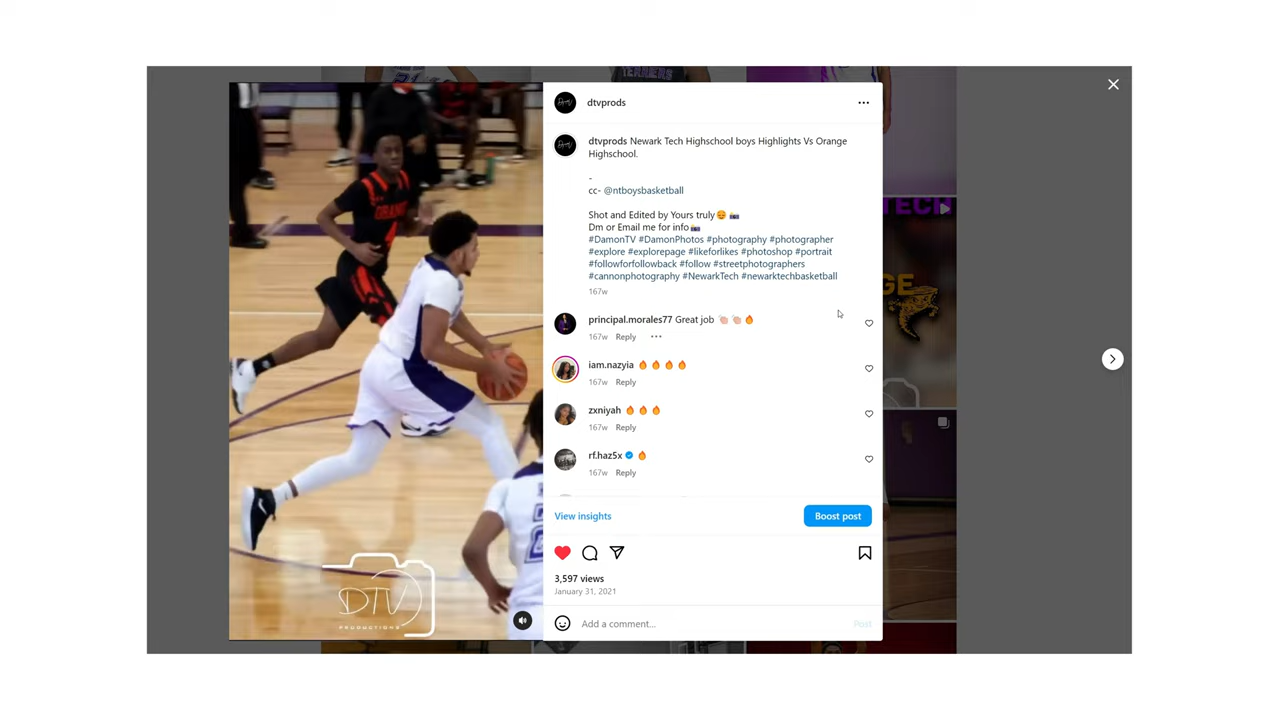 dtvprods
dtvprods Newark Tech Highschool boys Highlights Vs Orange
Highschool.
-
cc- @ntboysbasketball
Shot and Edited by Yours truly😌 📸
Dm or Email me for info📸
#DamonTV #DamonPhotos #photography #photographer
#explore #explorepage #likeforlikes #photoshop #portrait
#followforfollowback #follow #streetphotographers
#cannonphotography #NewarkTech #newarktechbasketball
167w
principal.morales77 Great job 👏🏻👏🏻🔥
167w Reply
iam.nazyia 🔥🔥🔥🔥
167w Reply
zxniyah 🔥🔥🔥
167w Reply
rf.haz5x 🔥
167w Reply
View insights
Boost post
3,597 views
January 31, 2021
Add a comment...
Post
DTV
PRODUCTIONS
TECH